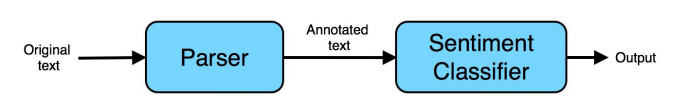 Original
text
Parser
Annotated
text
Sentiment
Classifier
Output